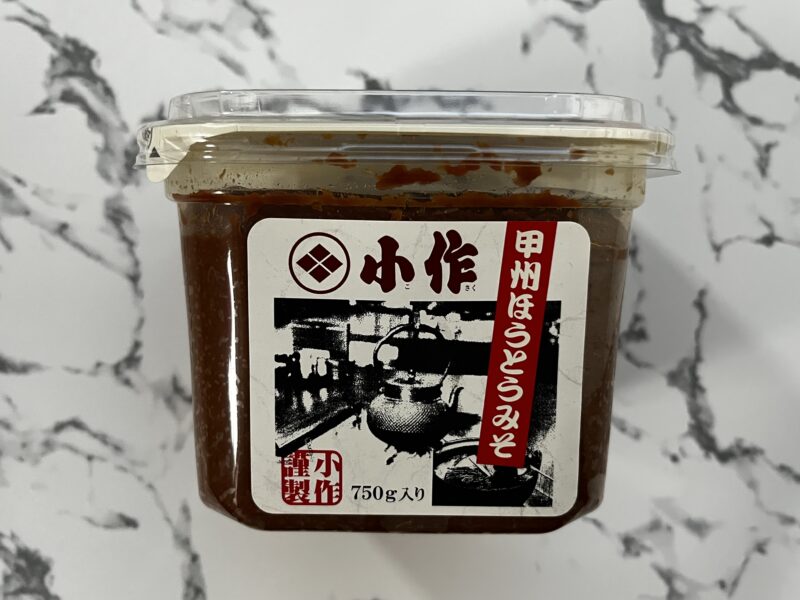 小作
こ さく
甲州ほうとうみそ
小作
謹製
750g入り